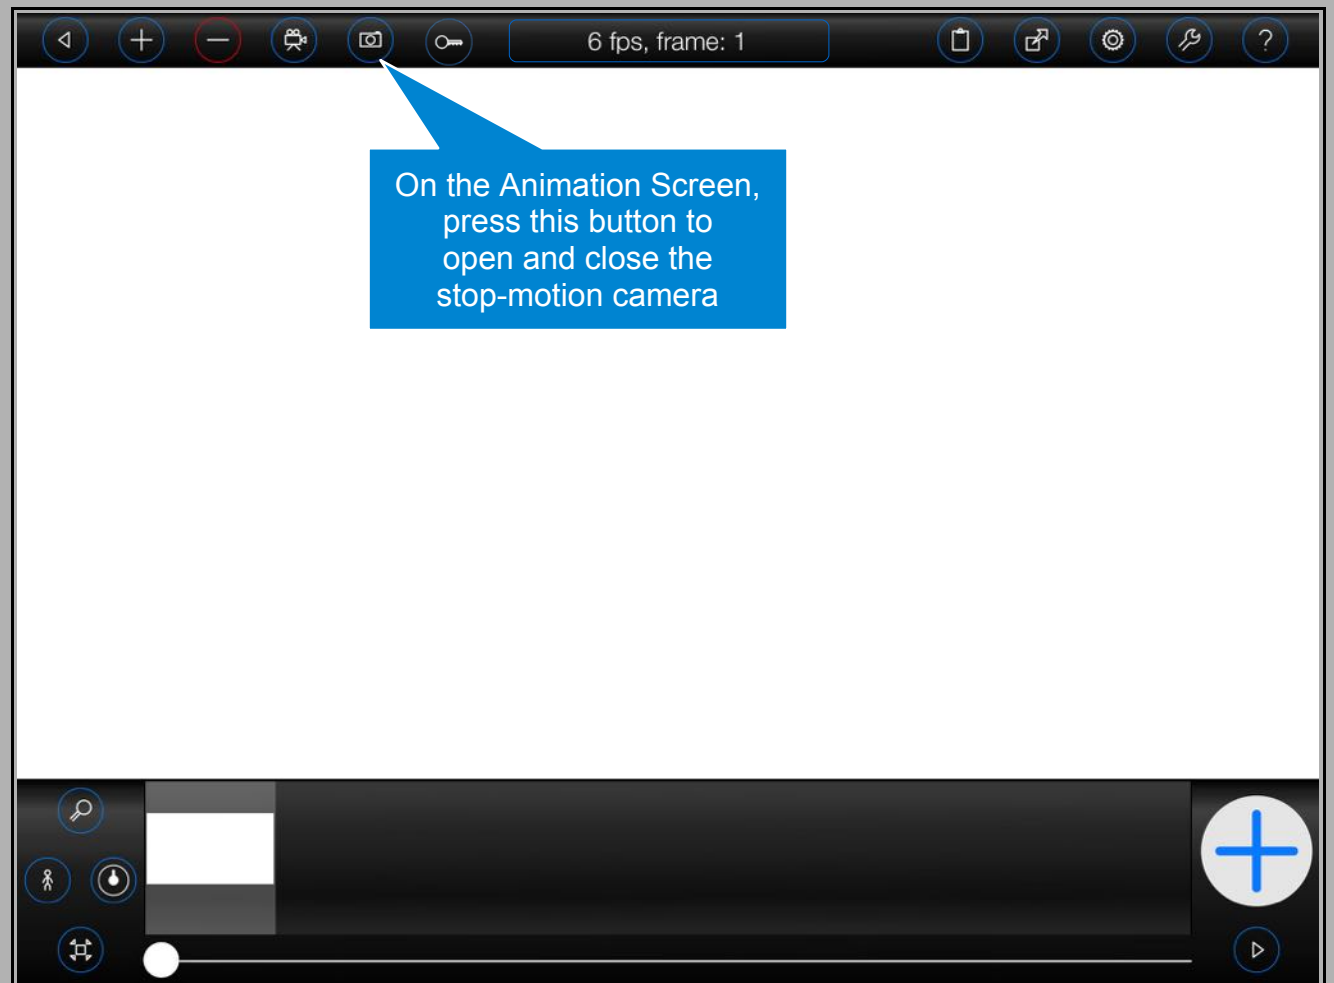 6 fps, frame: 1
?
On the Animation Screen,
press this button to
open and close the
stop-motion camera